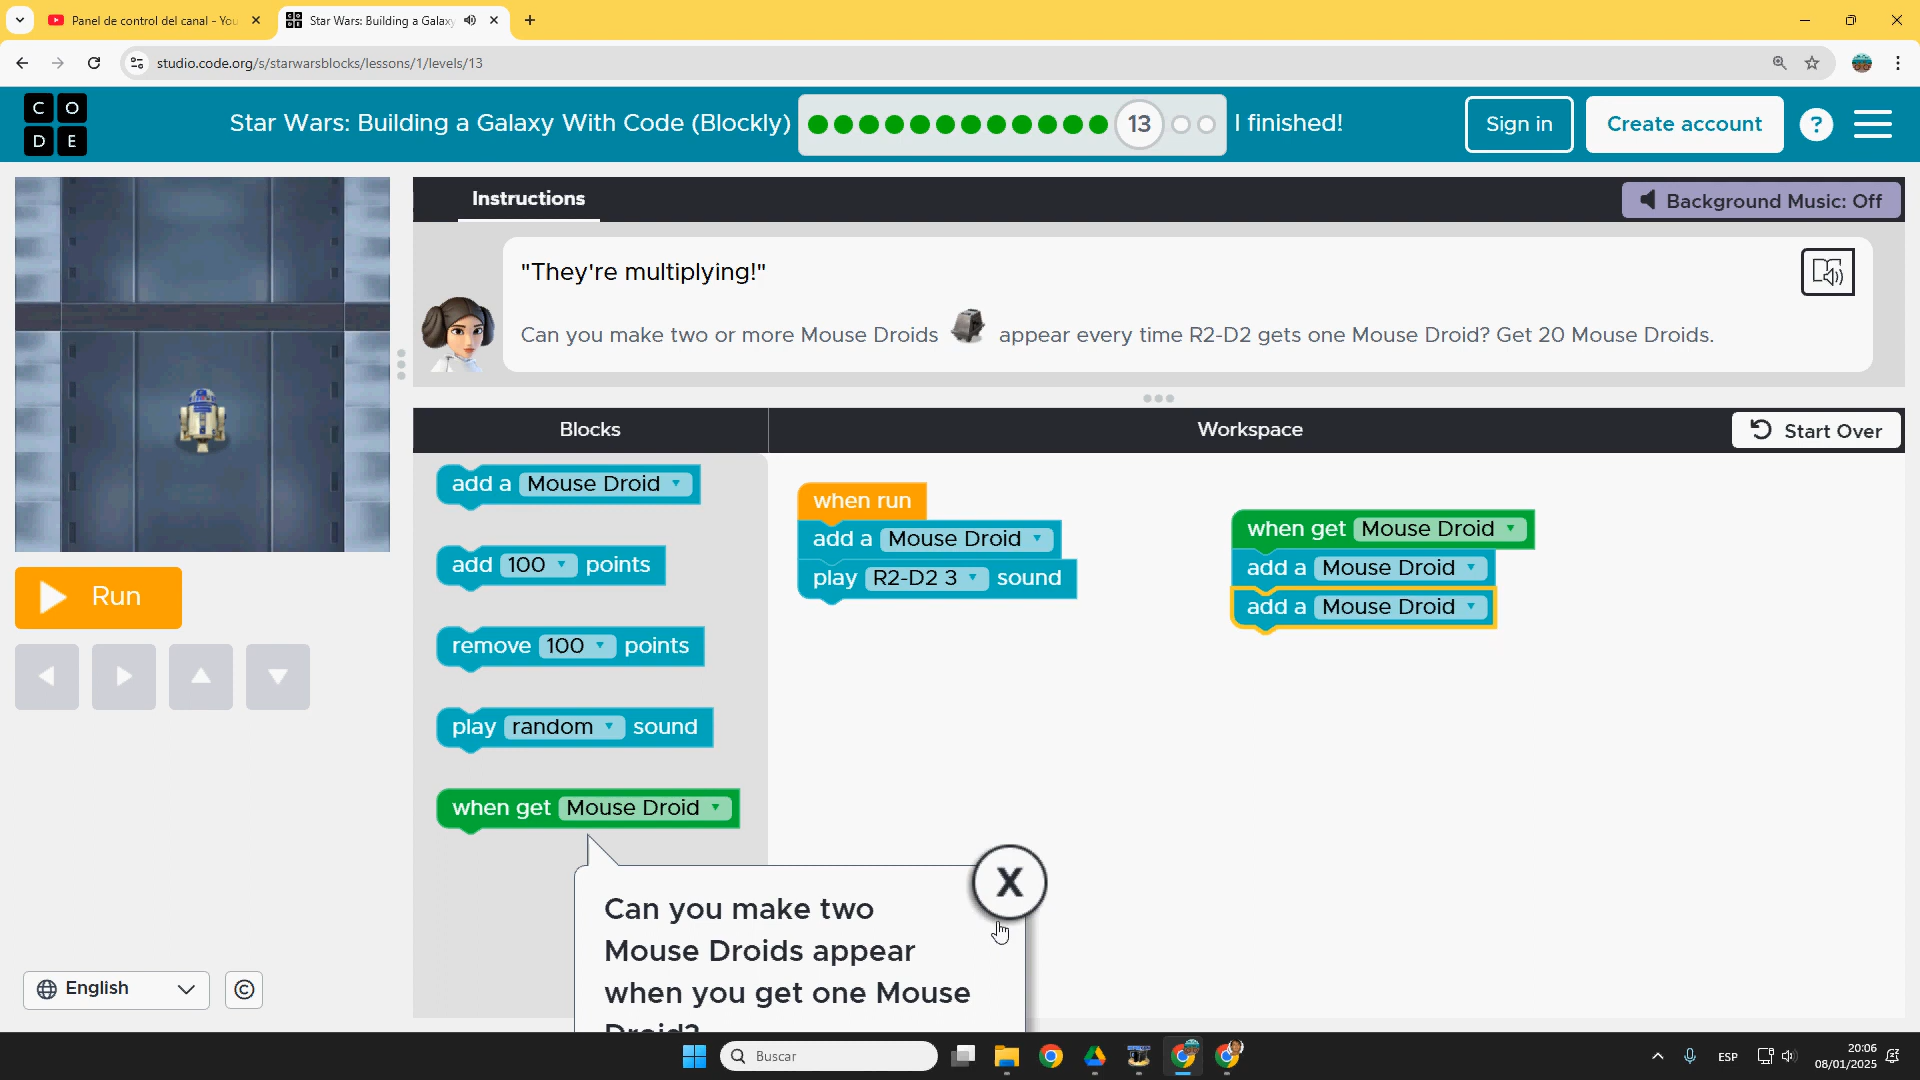 Panel de control del canal - You
Star Wars: Building a Galaxy
studio.code.org/s/starwarsblocks/lessons/1/levels/13
C O
D E
Star Wars: Building a Galaxy With Code (Blockly)
13
I finished!
Sign in
Create account
?
Instructions
Background Music: Off
"They're multiplying!"
Can you make two or more Mouse Droids appear every time R2-D2 gets one Mouse Droid? Get 20 Mouse Droids.
Blocks
Workspace
Start Over
add a Mouse Droid
add 100 points
remove 100 points
play random sound
when get Mouse Droid
when run
add a Mouse Droid
play R2-D2 3 sound
when get Mouse Droid
add a Mouse Droid
add a Mouse Droid
Run
X
Can you make two
Mouse Droids appear
when you get one Mouse
Droid?
English
©
Buscar
ESP
20:06
08/01/2025